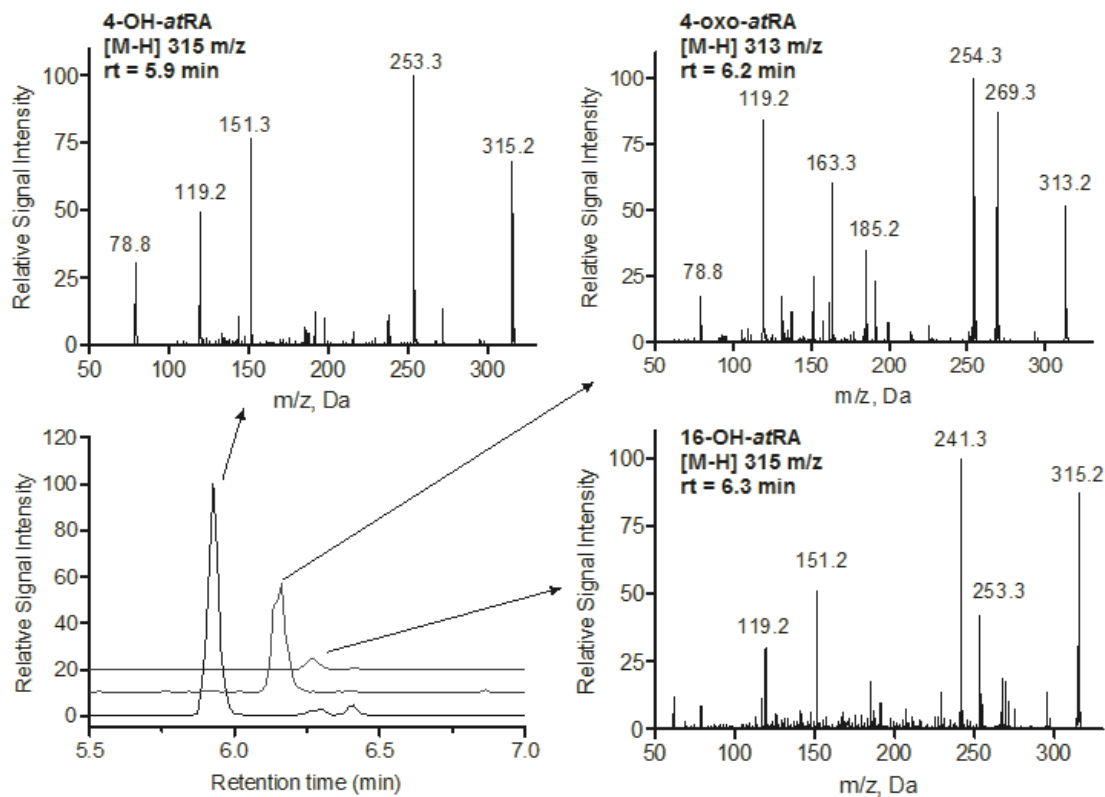 4-OH-atRA
[M-H] 315 m/z
rt = 5.9 min
Relative Signal Intensity
100
75
50
25
0
253.3
315.2
151.3
119.2
78.8
50 100 150 200 250 300
m/z, Da
4-oxo-atRA
[M-H] 313 m/z
rt = 6.2 min
Relative Signal Intensity
100
75
50
25
0
254.3
269.3
119.2
163.3
313.2
185.2
78.8
50 100 150 200 250 300
m/z, Da
Relative Signal Intensity
120
100
80
60
40
20
0
5.5 6.0 6.5 7.0
Retention time (min)
16-OH-atRA
[M-H] 315 m/z
rt = 6.3 min
Relative Signal Intensity
100
75
50
25
0
241.3
315.2
151.2
253.3
119.2
50 100 150 200 250 300
m/z, Da